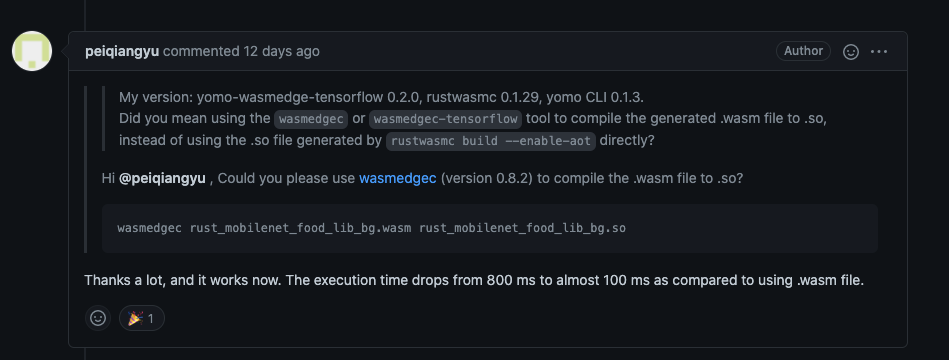 peiqiangyu commented 12 days ago
Author
My version: yomo-wasmedge-tensorflow 0.2.0, rustwasmc 0.1.29, yomo CLI 0.1.3.
Did you mean using the wasmedgec or wasmedgec-tensorflow tool to compile the generated .wasm file to .so,
instead of using the .so file generated by rustwasmc build --enable-aot directly?
Hi @peiqiangyu , Could you please use wasmedgec (version 0.8.2) to compile the .wasm file to .so?
wasmedgec rust_mobilenet_food_lib_bg.wasm rust_mobilenet_food_lib_bg.so
Thanks a lot, and it works now. The execution time drops from 800 ms to almost 100 ms as compared to using .wasm file.
1